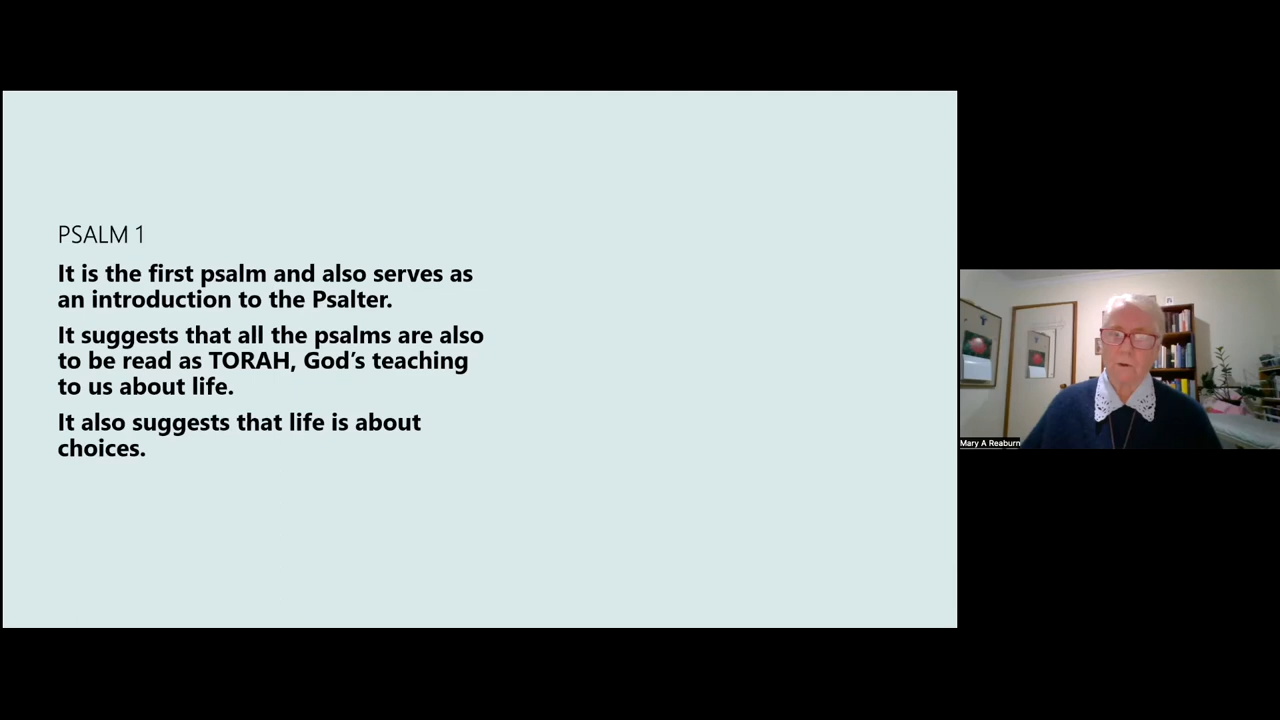 PSALM 1
It is the first psalm and also serves as
an introduction to the Psalter.
It suggests that all the psalms are also
to be read as TORAH, God’s teaching
to us about life.
It also suggests that life is about
choices.
Mary A Reaburn